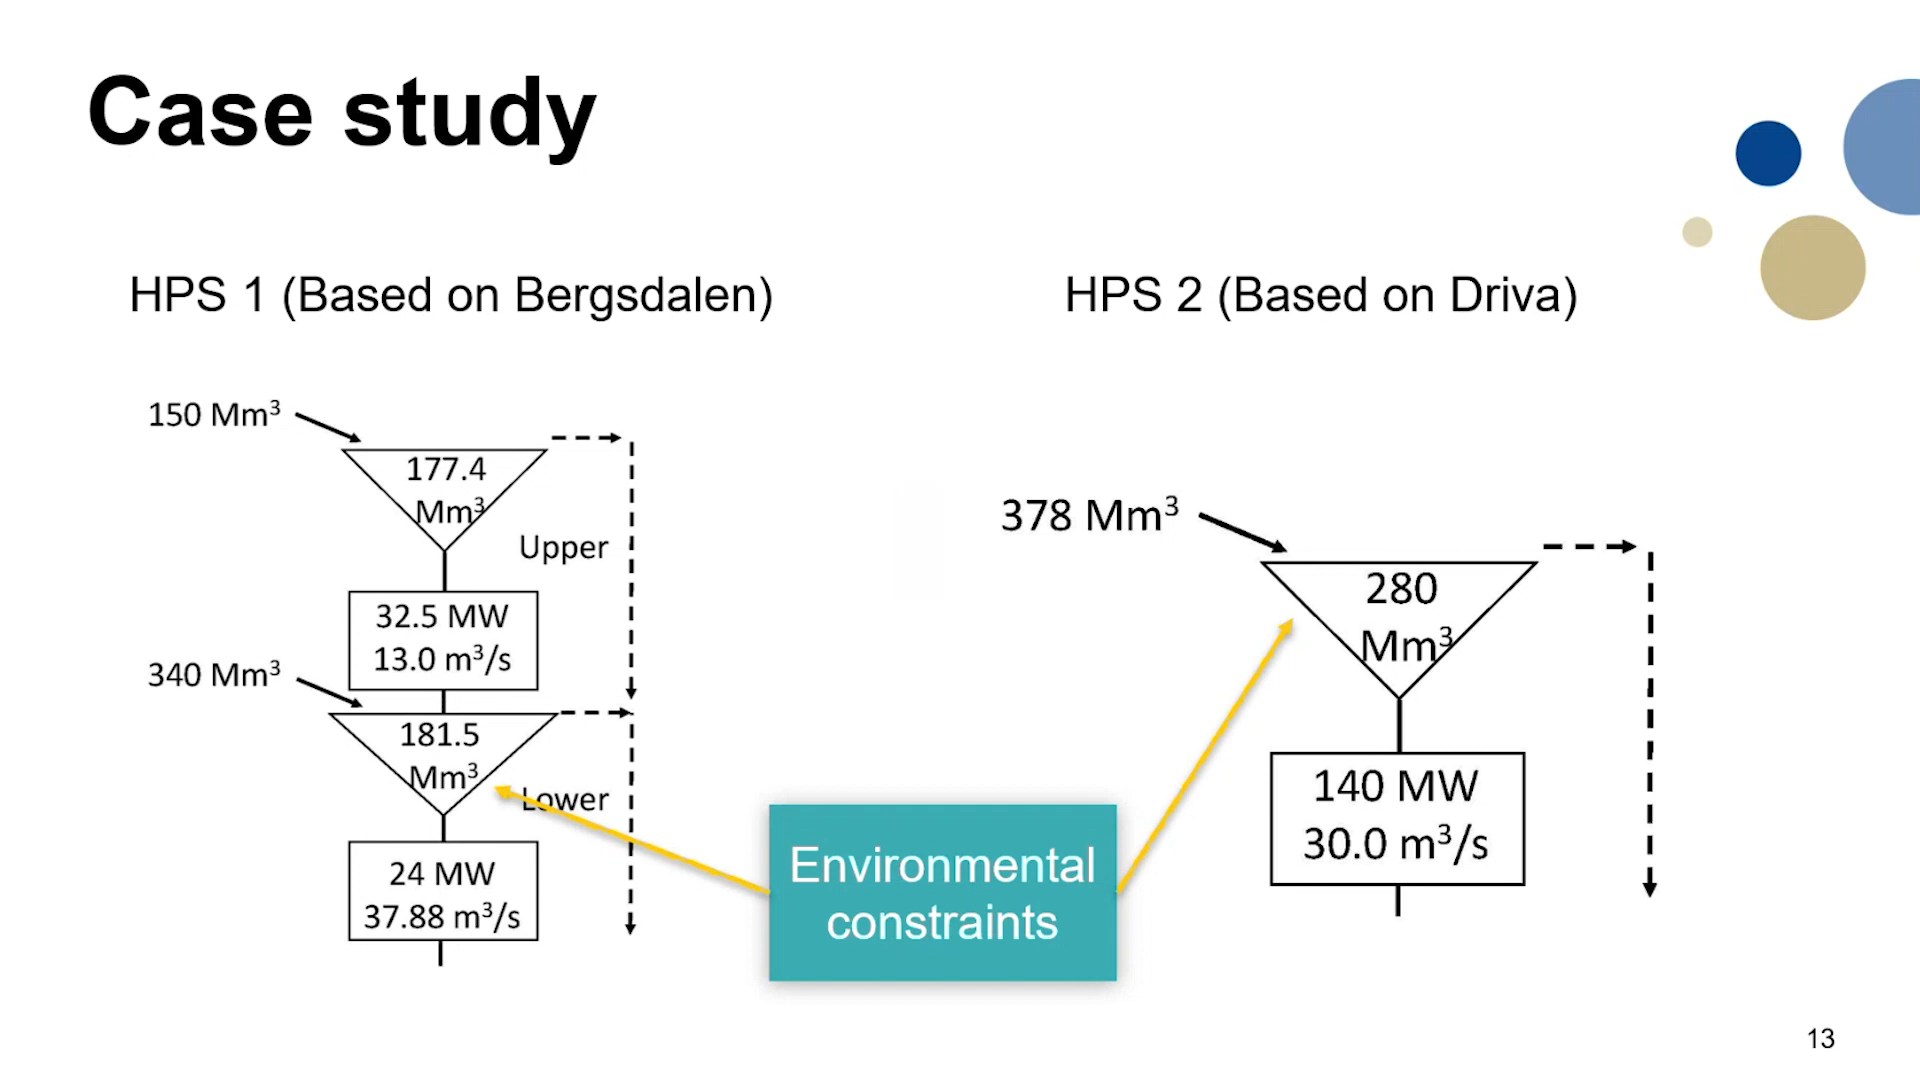 Case study
HPS 1 (Based on Bergsdalen)
150 Mm³
177.4
Mm³
Upper
32.5 MW
13.0 m³/s
340 Mm³
181.5
Mm³
Lower
24 MW
37.88 m³/s
Environmental
constraints
HPS 2 (Based on Driva)
378 Mm³
280
Mm³
140 MW
30.0 m³/s
13